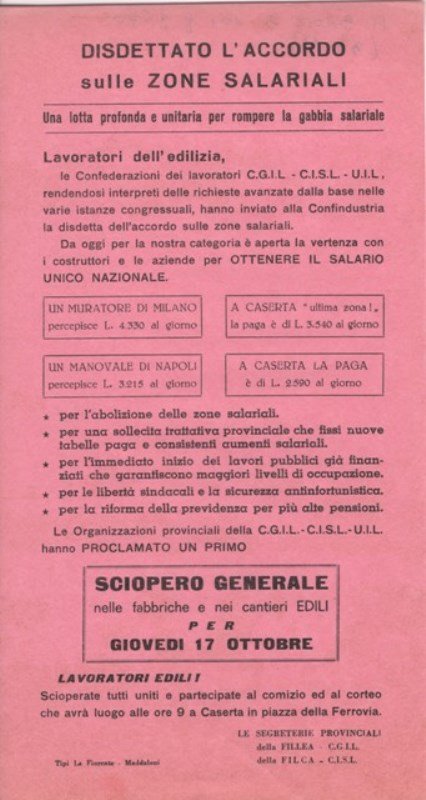 DISDETTATO L'ACCORDO
sulle ZONE SALARIALI
Una lotta profonda e unitaria per rompere la gabbia salariale
Lavoratori dell'edilizia,
le Confederazioni dei lavoratori C.G.I.L - C.I.S.L. - U.I.L,
rendendosi interpreti delle richieste avanzate dalla base nelle
varie istanze congressuali, hanno inviato alla Confindustria
la disdetta dell'accordo sulle zone salariali.
Da oggi per la nostra categoria è aperta la vertenza con
i costruttori e le aziende per OTTENERE IL SALARIO
UNICO NAZIONALE.
UN MURATORE DI MILANO
percepisce L. 4.330 al giorno
A CASERTA "ultima zona!„
la paga è di L. 3.540 al giorno
UN MANOVALE DI NAPOLI
percepisce L. 3.215 al giorno
A CASERTA LA PAGA
è di L. 2.590 al giorno
★ per l'abolizione delle zone salariali.
★ per una sollecita trattativa provinciale che fissi nuove
tabelle paga e consistenti aumenti salariali.
★ per l'immediato inizio dei lavori pubblici già finan-
ziati che garantiscono maggiori livelli di occupazione.
★ per le libertà sindacali e la sicurezza antinfortunistica.
★ per la riforma della previdenza per più alte pensioni.
Le Organizzazioni provinciali della C.G.I.L.-C.I.S.L.-U.I.L.
hanno PROCLAMATO UN PRIMO
SCIOPERO GENERALE
nelle fabbriche e nei cantieri EDILI
PER
GIOVEDI 17 OTTOBRE
LAVORATORI EDILI!
Scioperate tutti uniti e partecipate al comizio ed al corteo
che avrà luogo alle ore 9 a Caserta in piazza della Ferrovia.
LE SEGRETERIE PROVINCIALI
della FILLEA - C.G.I.L.
della FILCA - C.I.S.L.
Tipi La Fiorente - Maddaloni